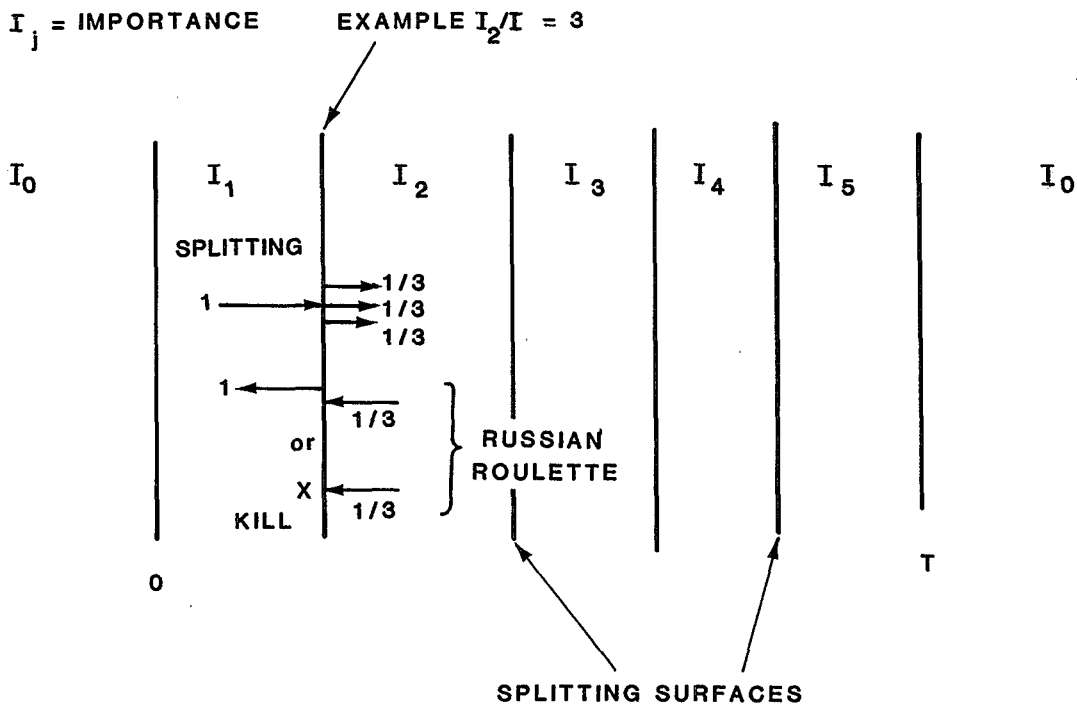 I_j = IMPORTANCE EXAMPLE I_2/I = 3
I_0 I_1 I_2 I_3 I_4 I_5 I_0
SPLITTING
1/3
1 1/3
1/3
1
1/3
or
RUSSIAN
ROULETTE
X
1/3
KILL
0
T
SPLITTING SURFACES